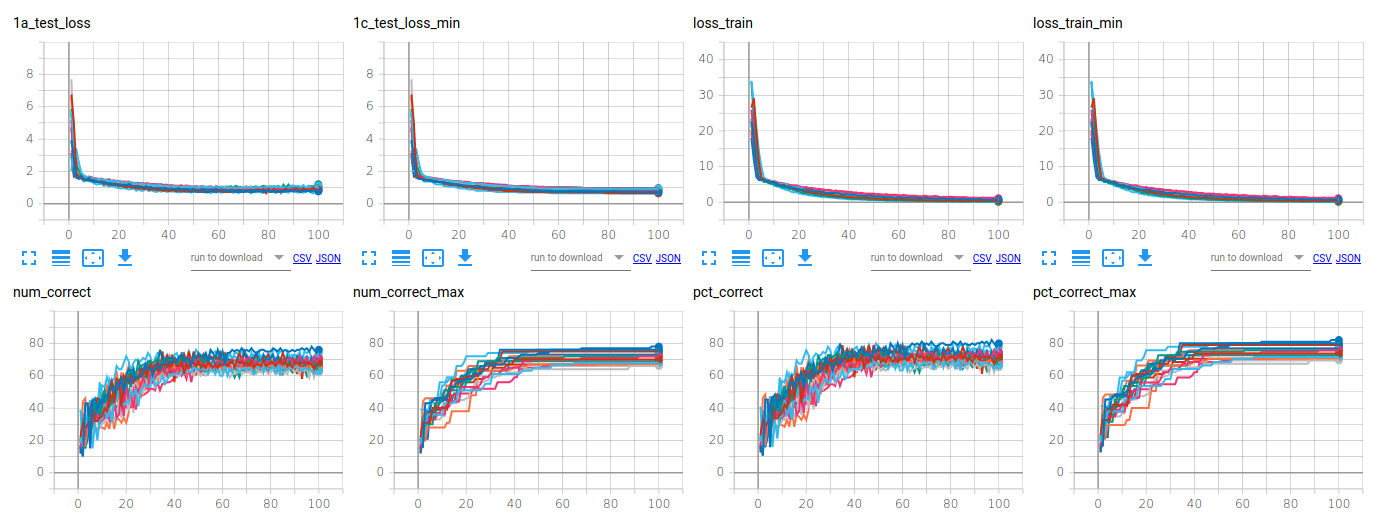 1a_test_loss 1c_test_loss_min loss_train loss_train_min
8 8 40 40
6 6 30 30
4 4 20 20
2 2 10 10
0 0 0 0
0 20 40 60 80 100 0 20 40 60 80 100 0 20 40 60 80 100 0 20 40 60 80 100
run to download CSV JSON run to download CSV JSON run to download CSV JSON run to download CSV JSON
num_correct num_correct_max pct_correct pct_correct_max
80 80 80 80
60 60 60 60
40 40 40 40
20 20 20 20
0 0 0 0
0 20 40 60 80 100 0 20 40 60 80 100 0 20 40 60 80 100 0 20 40 60 80 100